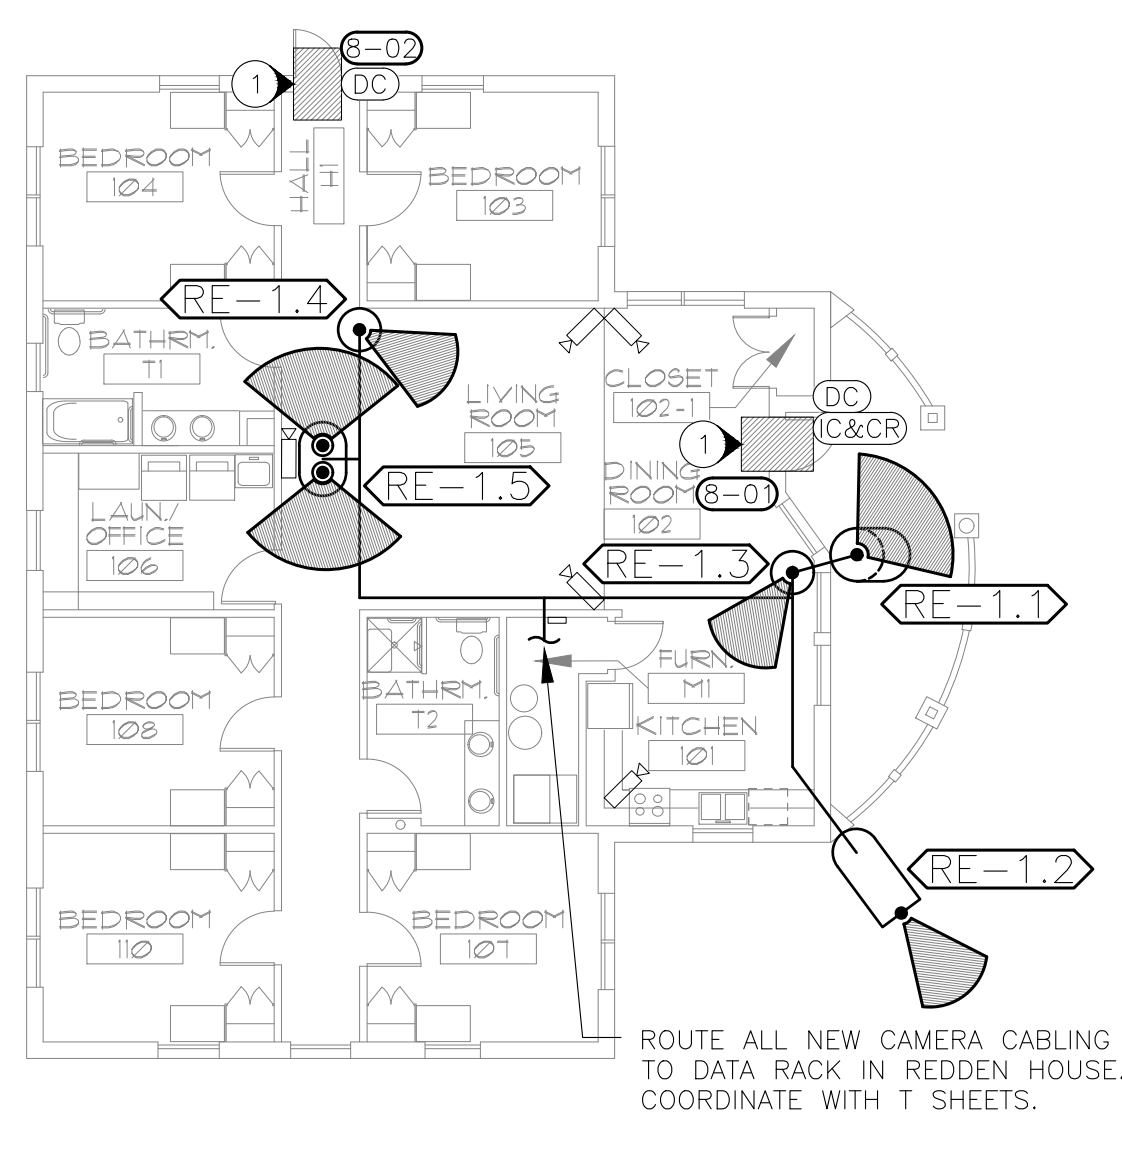 8-02
1
DC
BEDROOM
104
HALL
H1
BEDROOM
103
RE-1.4
BATHRM.
T1
LIVING
ROOM
105
CLOSET
102-1
DC
IC&CR
1
8-01
DINING
ROOM
102
RE-1.5
LAUN./
OFFICE
106
RE-1.3
RE-1.1
BEDROOM
108
BATHRM.
T2
FURN.
M1
KITCHEN
101
RE-1.2
BEDROOM
110
BEDROOM
107
ROUTE ALL NEW CAMERA CABLING
TO DATA RACK IN REDDEN HOUSE.
COORDINATE WITH T SHEETS.